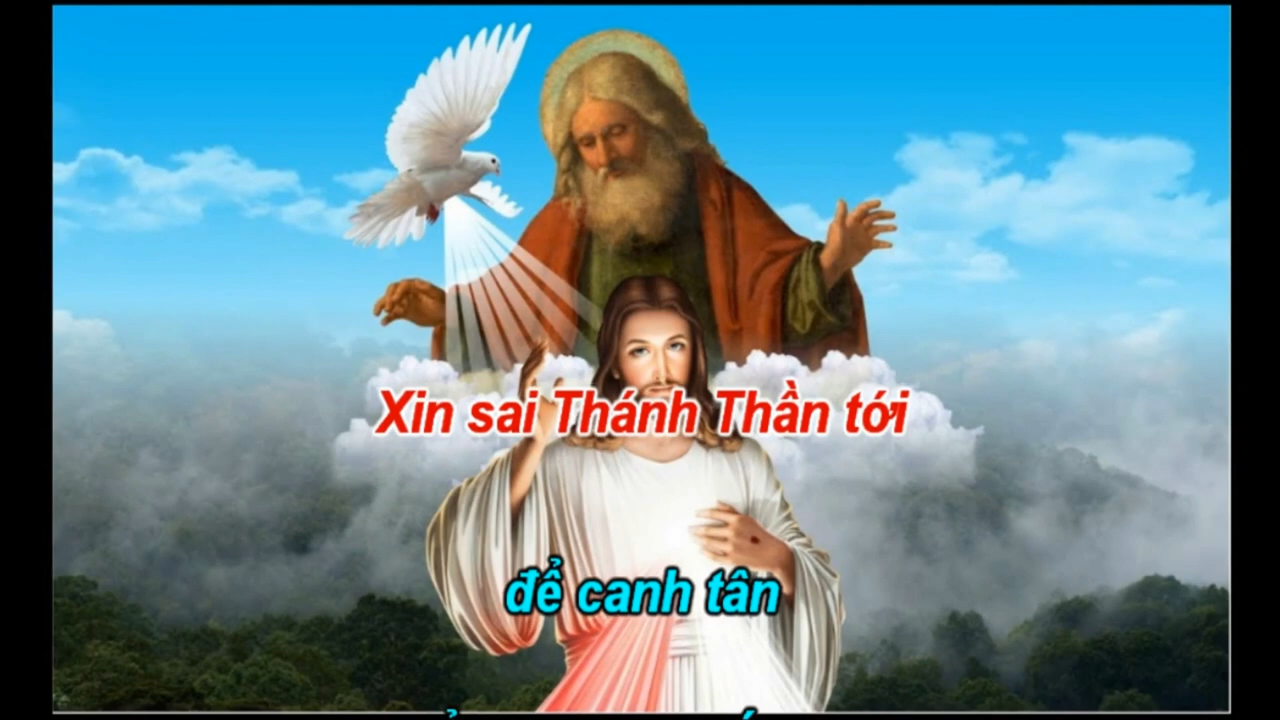 Xin sai Thánh Thần tới
để canh tân